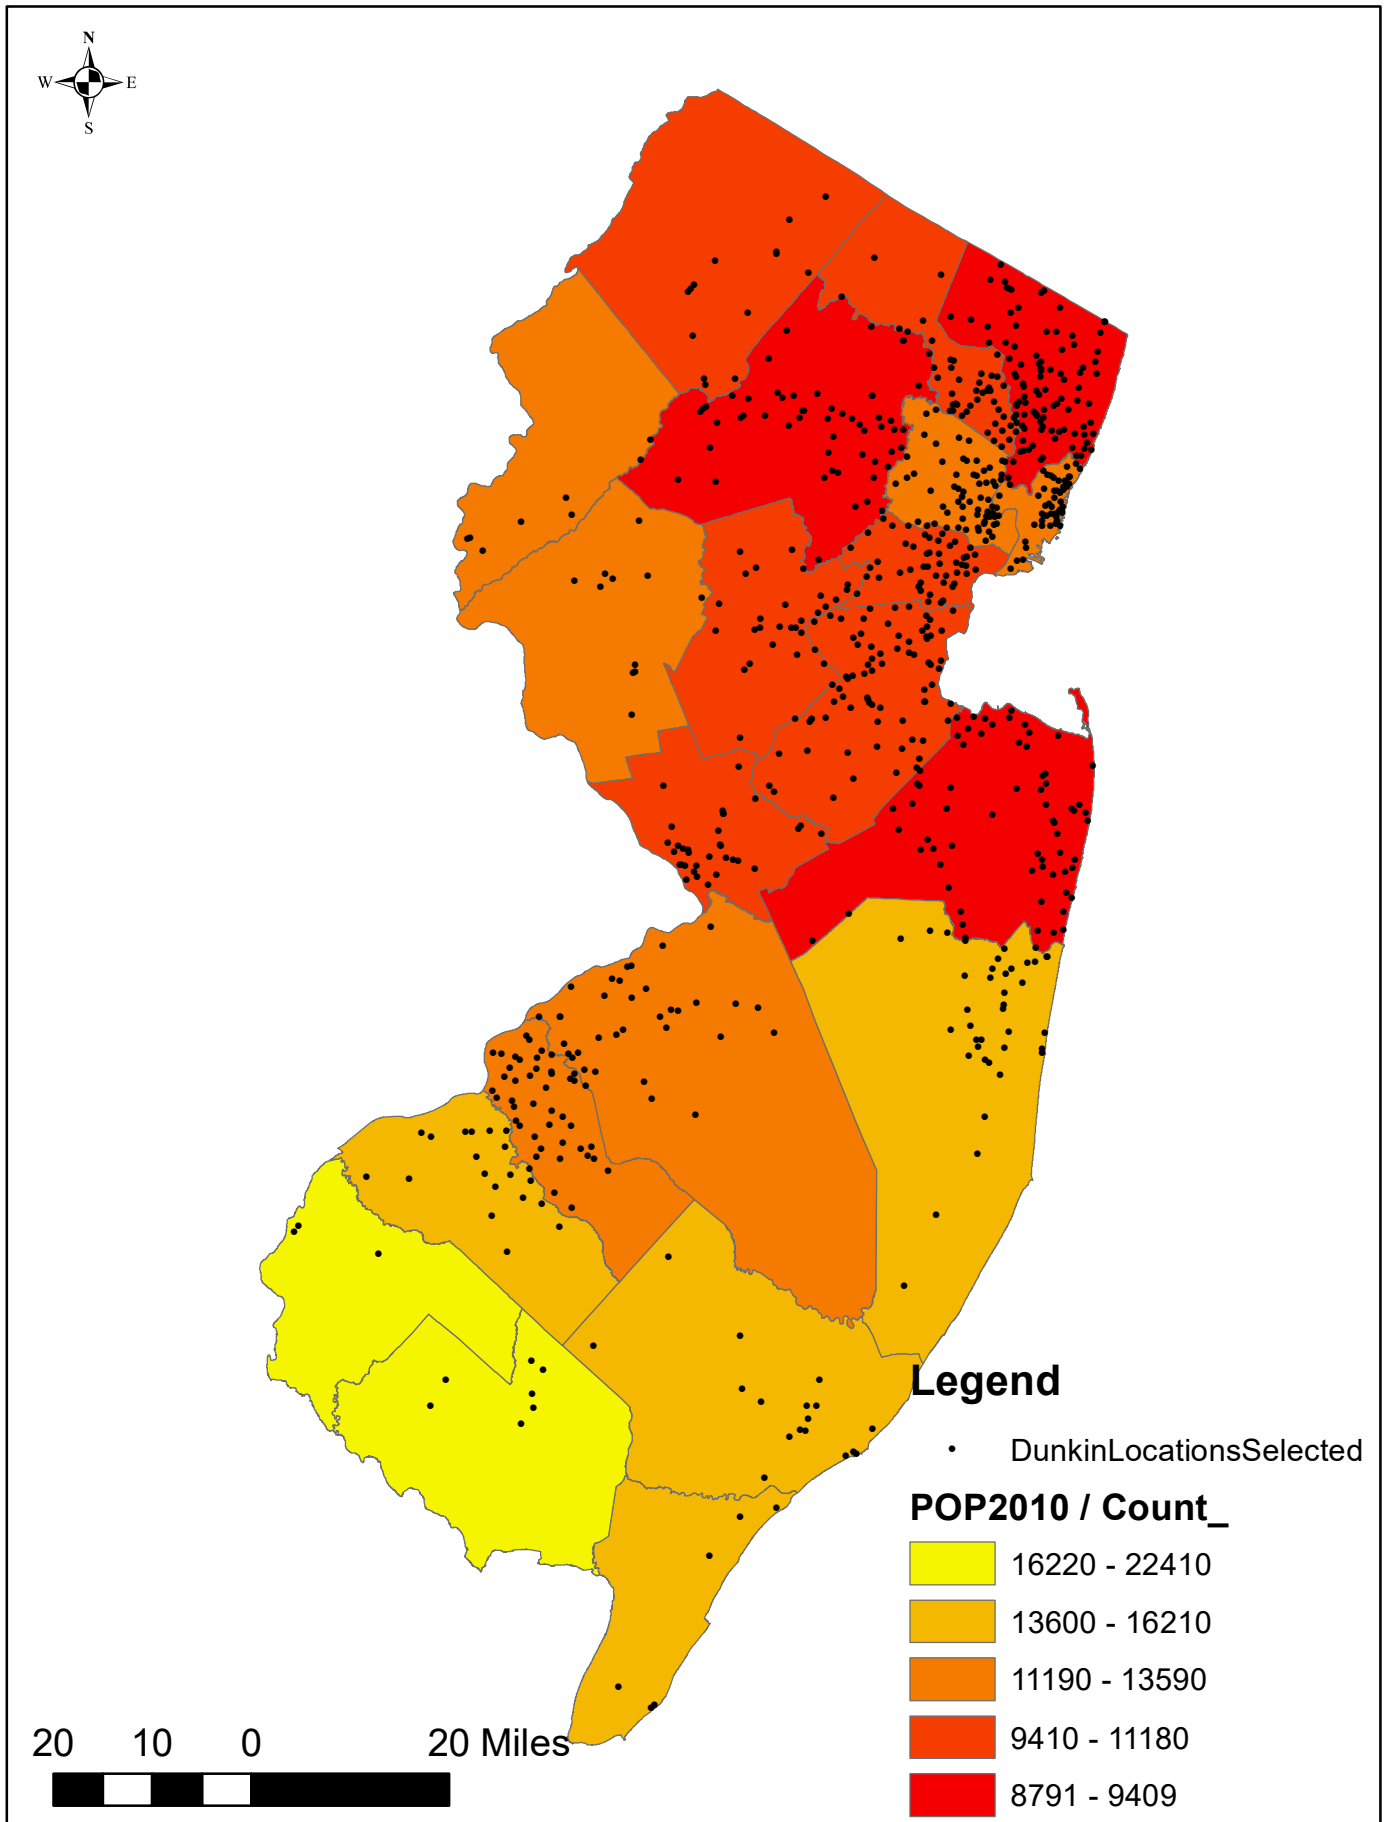 N
W E
S
Legend
DunkinLocationsSelected
POP2010 / Count_
16220 - 22410
13600 - 16210
11190 - 13590
9410 - 11180
8791 - 9409
20 10 0 20 Miles